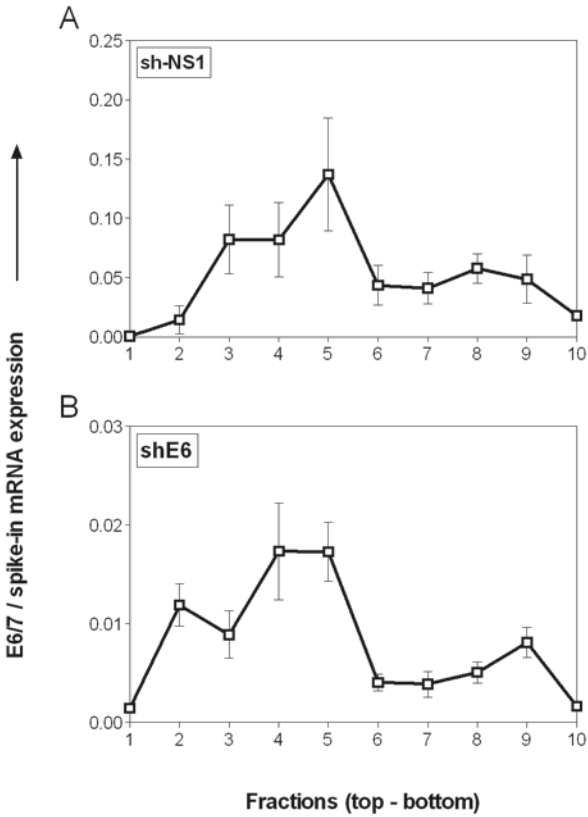 A
sh-NS1
0.25
0.20
0.15
0.10
0.05
0.00
1 2 3 4 5 6 7 8 9 10
B
shE6
0.03
0.02
0.01
0.00
1 2 3 4 5 6 7 8 9 10
E6/7 / spike-in mRNA expression
Fractions (top - bottom)